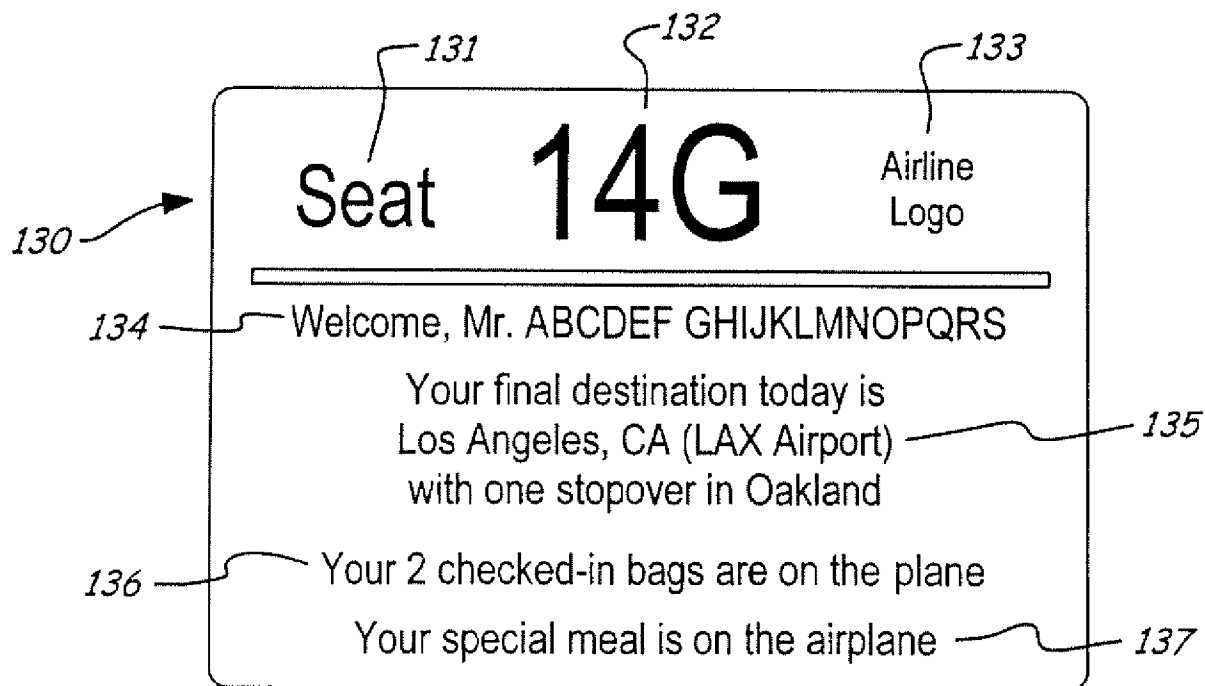 131
132
133
Seat 14G Airline Logo
130
134 Welcome, Mr. ABCDEF GHIJKLMNOPQRS
Your final destination today is
Los Angeles, CA (LAX Airport) 135
with one stopover in Oakland
136 Your 2 checked-in bags are on the plane
Your special meal is on the airplane 137